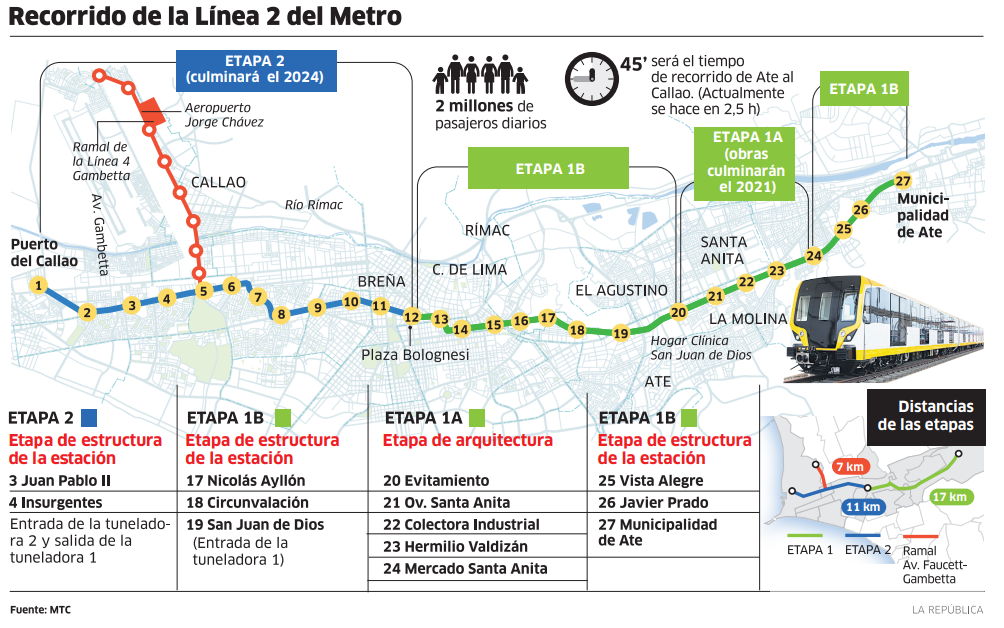 Recorrido de la Línea 2 del Metro
ETAPA 2
(culminará el 2024)
2 millones de
pasajeros diarios
45’ será el tiempo
de recorrido de Ate al
Callao. (Actualmente
se hace en 2,5 h)
ETAPA 1B
ETAPA 1A
(obras
culminarán
el 2021)
ETAPA 1B
Aeropuerto
Jorge Chávez
Ramal de
la Línea 4
Gambetta
CALLAO
Av. Gambetta
Río Rímac
RÍMAC
Puerto
del Callao
BREÑA
C. DE LIMA
EL AGUSTINO
SANTA
ANITA
Munici-
palidad
de Ate
1
2
3
4
5
6
7
8
9
10
11
12
13
14
15
16
17
18
19
20
21
22
23
24
25
26
27
LA MOLINA
Plaza Bolognesi
Hogar Clínica
San Juan de Dios
ATE
ETAPA 2
Etapa de estructura
de la estación
3 Juan Pablo II
4 Insurgentes
Entrada de la tunelado-
ra 2 y salida de la
tuneladora 1
ETAPA 1B
Etapa de estructura
de la estación
17 Nicolás Ayllón
18 Circunvalación
19 San Juan de Dios
(Entrada de la
tuneladora 1)
ETAPA 1A
Etapa de arquitectura
20 Evitamiento
21 Ov. Santa Anita
22 Colectora Industrial
23 Hermilio Valdizán
24 Mercado Santa Anita
ETAPA 1B
Etapa de estructura
de la estación
25 Vista Alegre
26 Javier Prado
27 Municipalidad
de Ate
Distancias
de las etapas
7 km
11 km
17 km
ETAPA 1
ETAPA 2
Ramal
Av. Faucett-
Gambetta
Fuente: MTC
LA REPÚBLICA